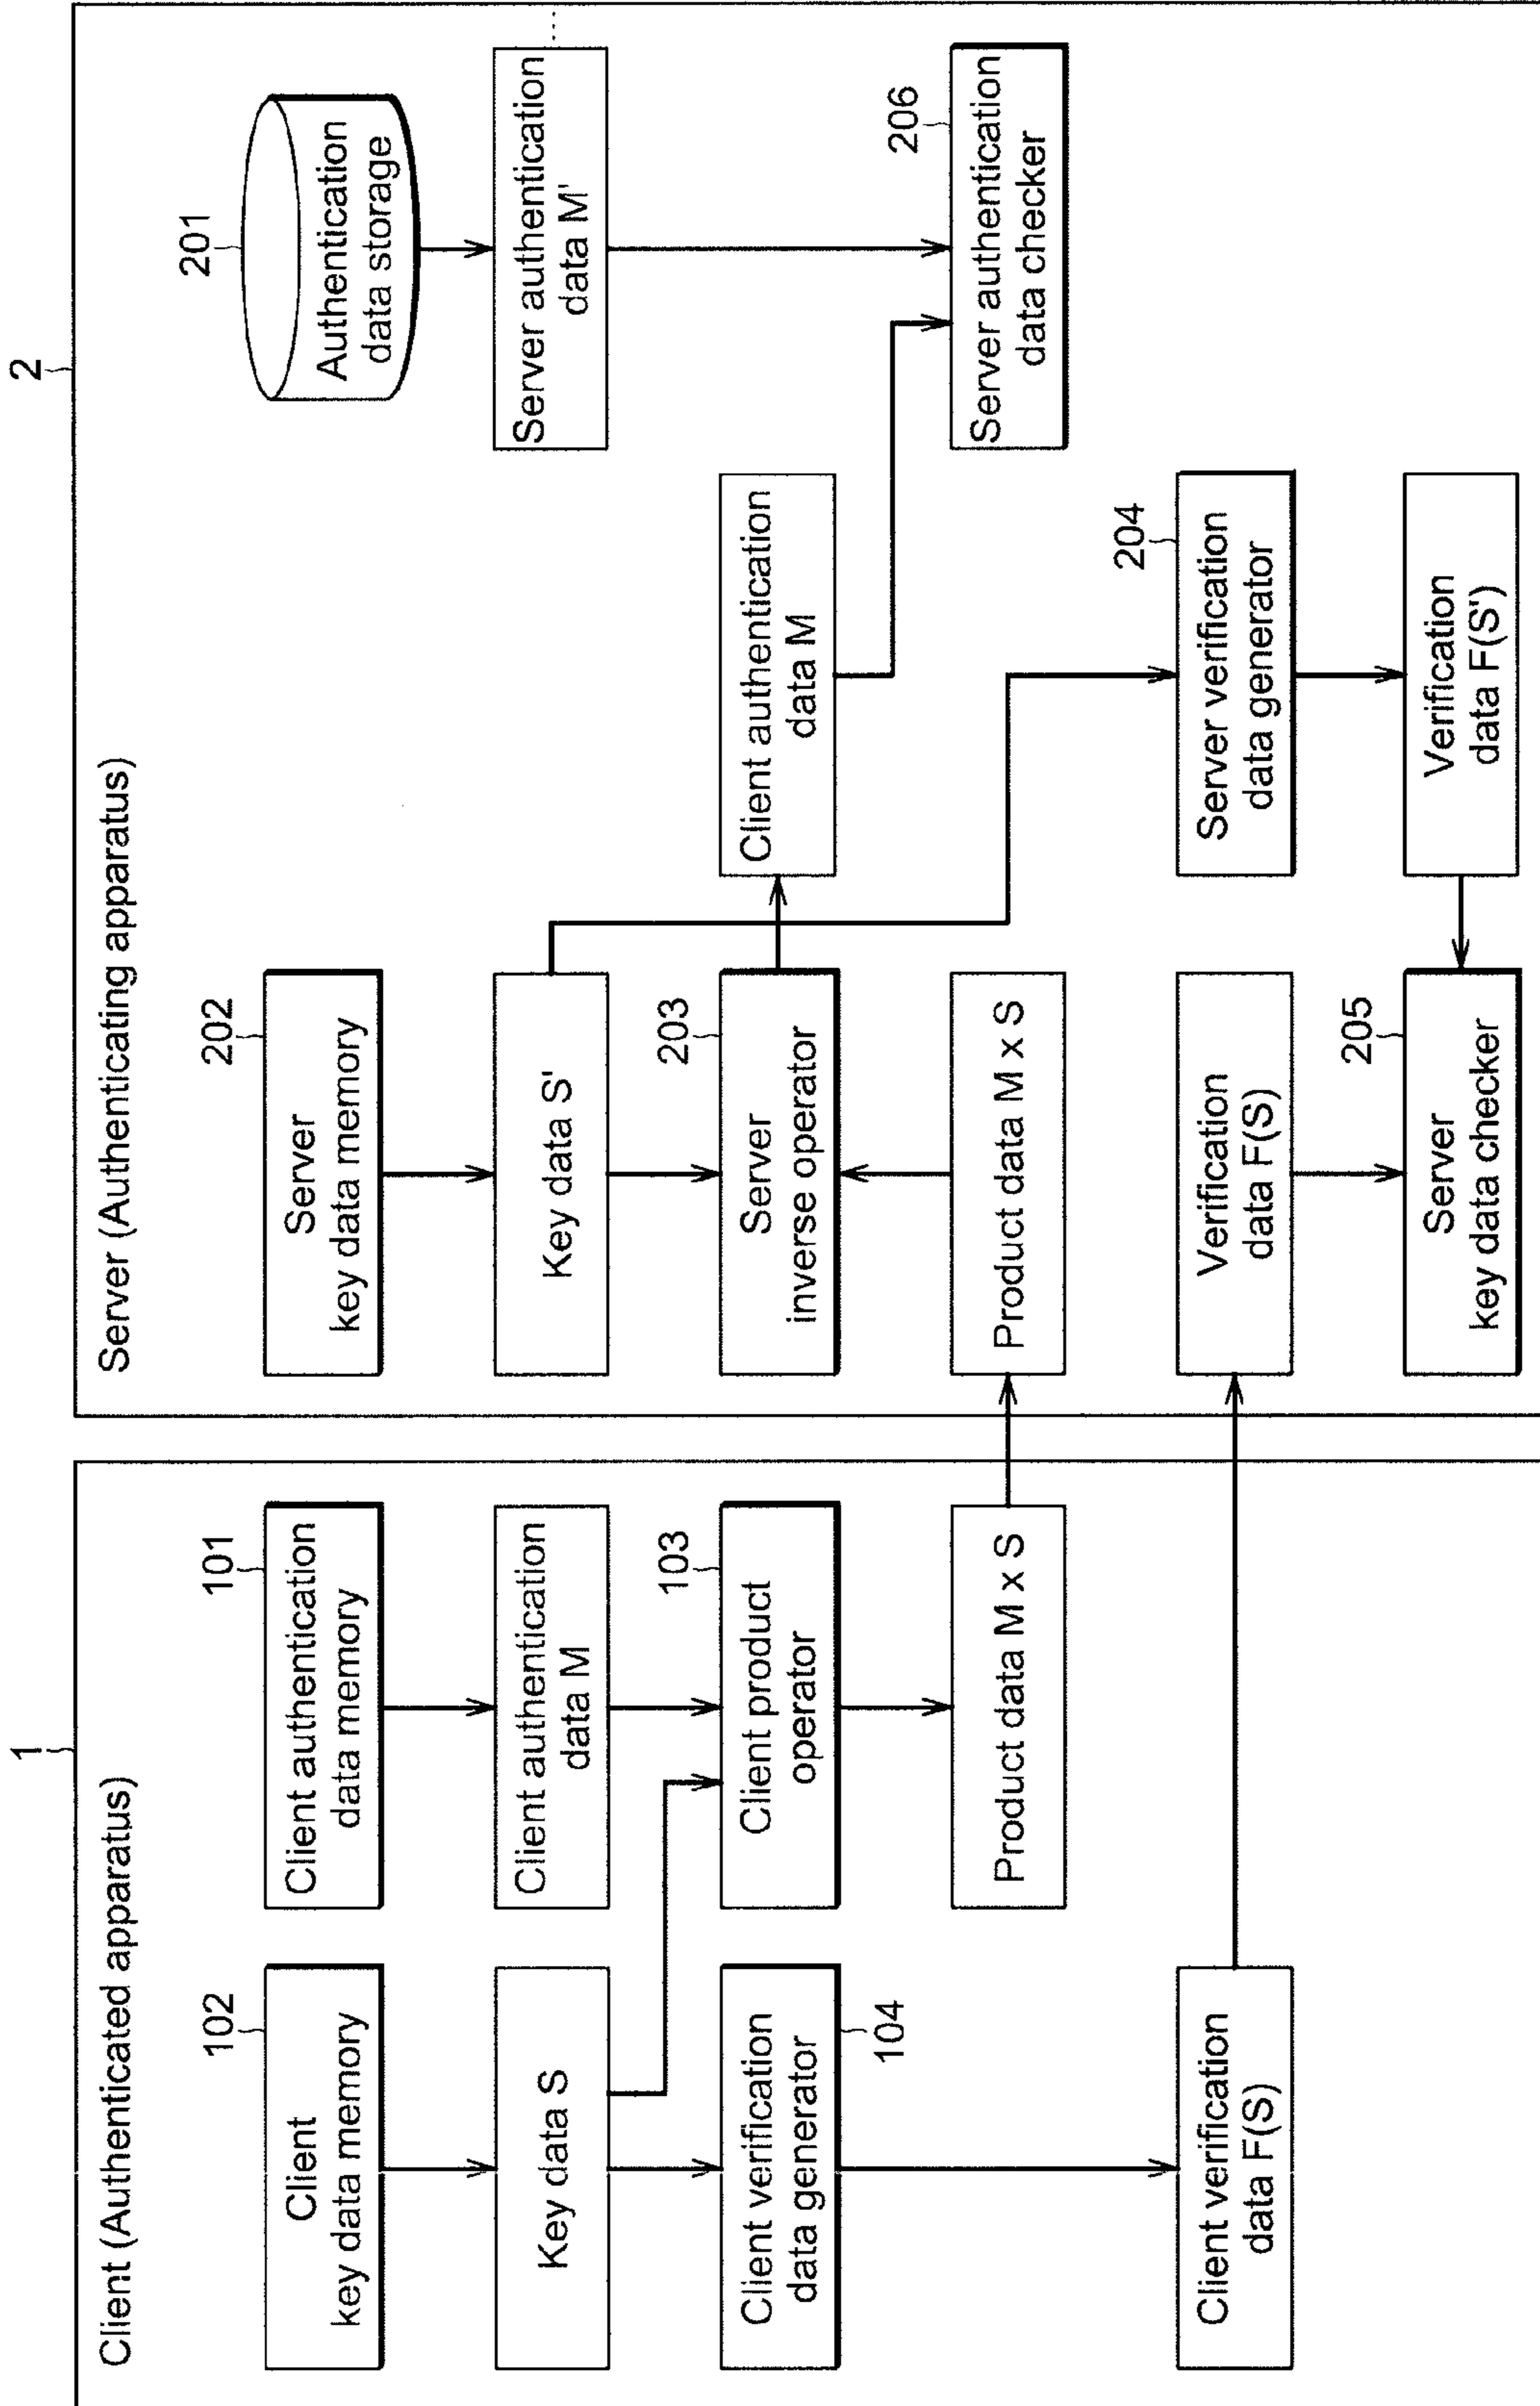 1
Client (Authenticated apparatus)
102
Client
key data memory
101
Client authentication
data memory
Key data S
Client authentication
data M
Client verification
data generator
104
103
Client product
operator
Product data M x S
Client verification
data F(S)
2
Server (Authenticating apparatus)
202
Server
key data memory
201
Authentication
data storage
Key data S'
Server authentication
data M'
203
Server
inverse operator
Client authentication
data M
Product data M x S
206
Server authentication
data checker
Verification
data F(S)
204
Server verification
data generator
205
Server
key data checker
Verification
data F(S')